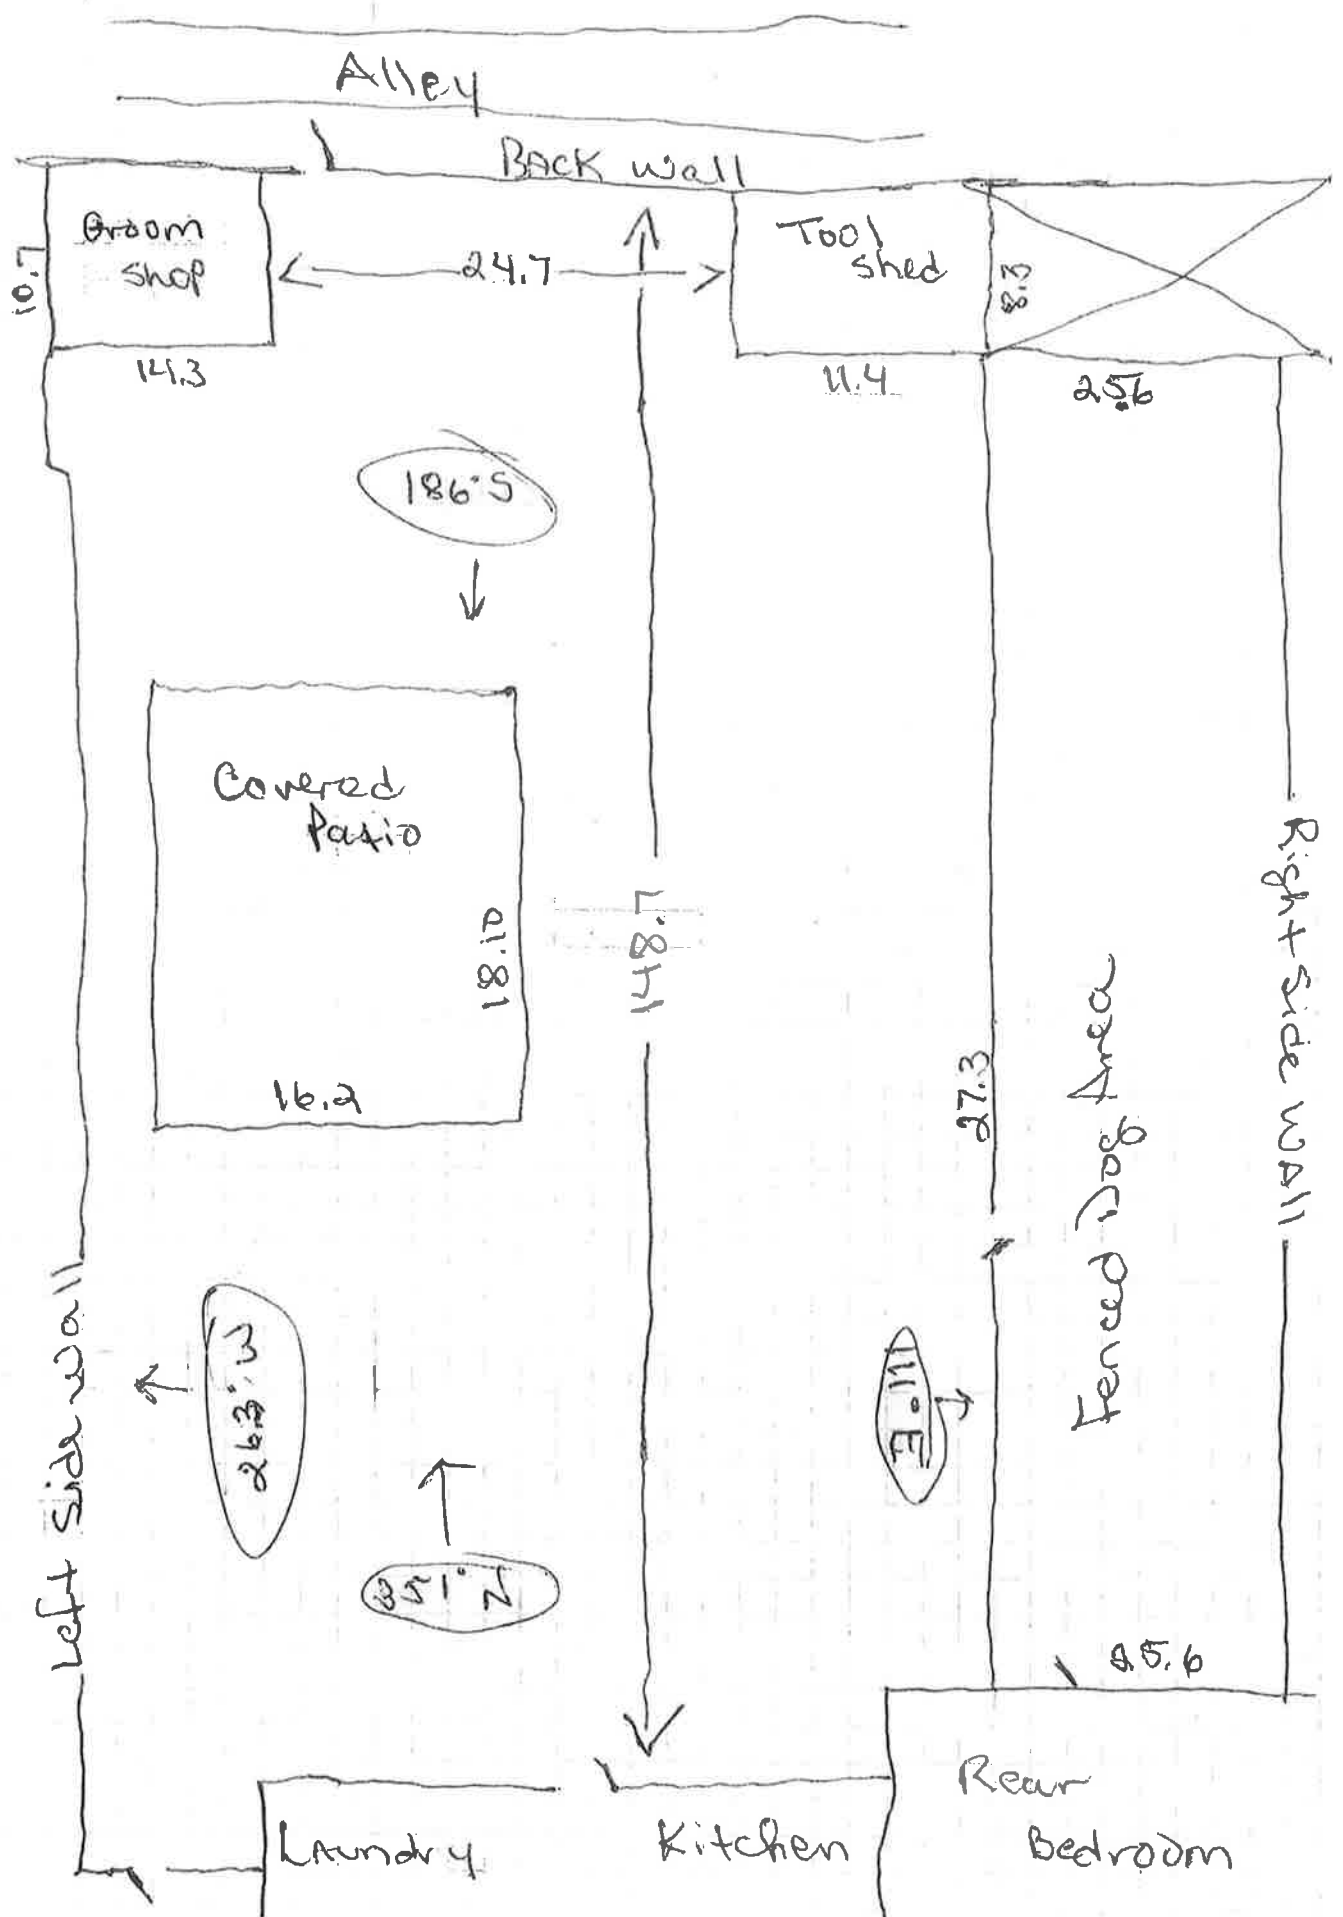 Alley
BACK Wall
Groom
Shop
10.7
14.3
24.7
Tool
Shed
8.3
11.4
25.6
186°S
Covered
Patio
18.10
16.2
148.7
27.3
Fenced Dog Area
Right Side WAll
Left Side Wall
263°W
351°N
111°E
25.6
LAundry
Kitchen
Rear
Bedroom